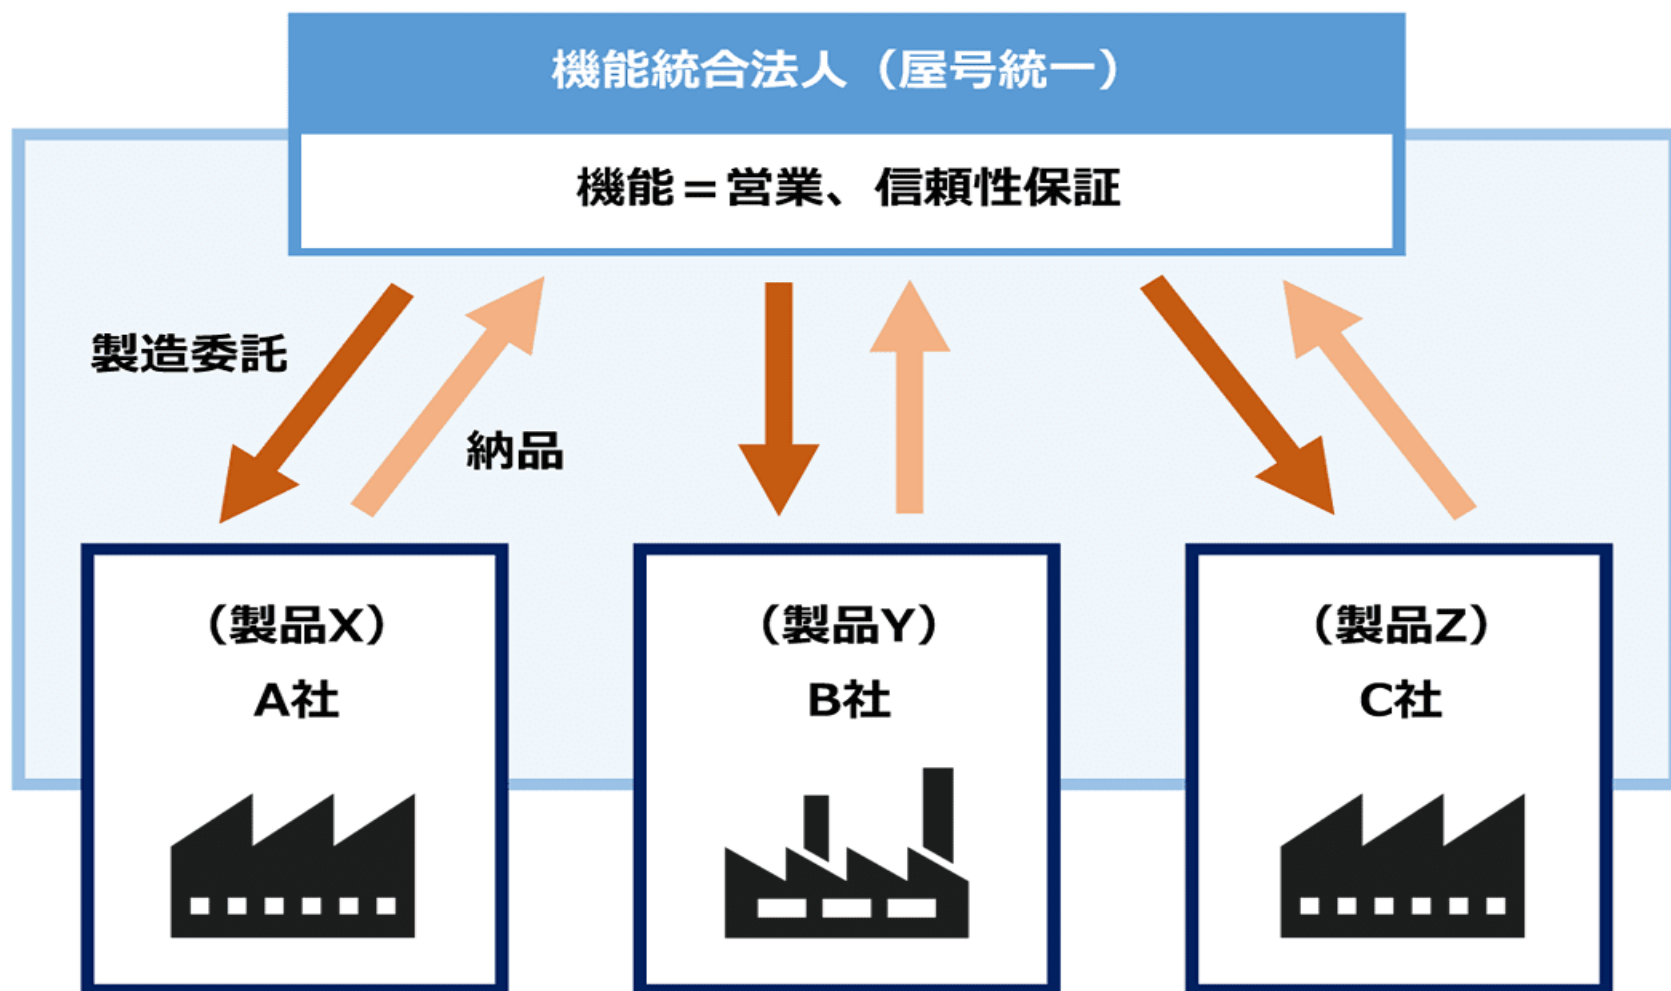 機能統合法人（屋号統一）
機能＝営業、信頼性保証
製造委託
納品
（製品X）
A社
（製品Y）
B社
（製品Z）
C社